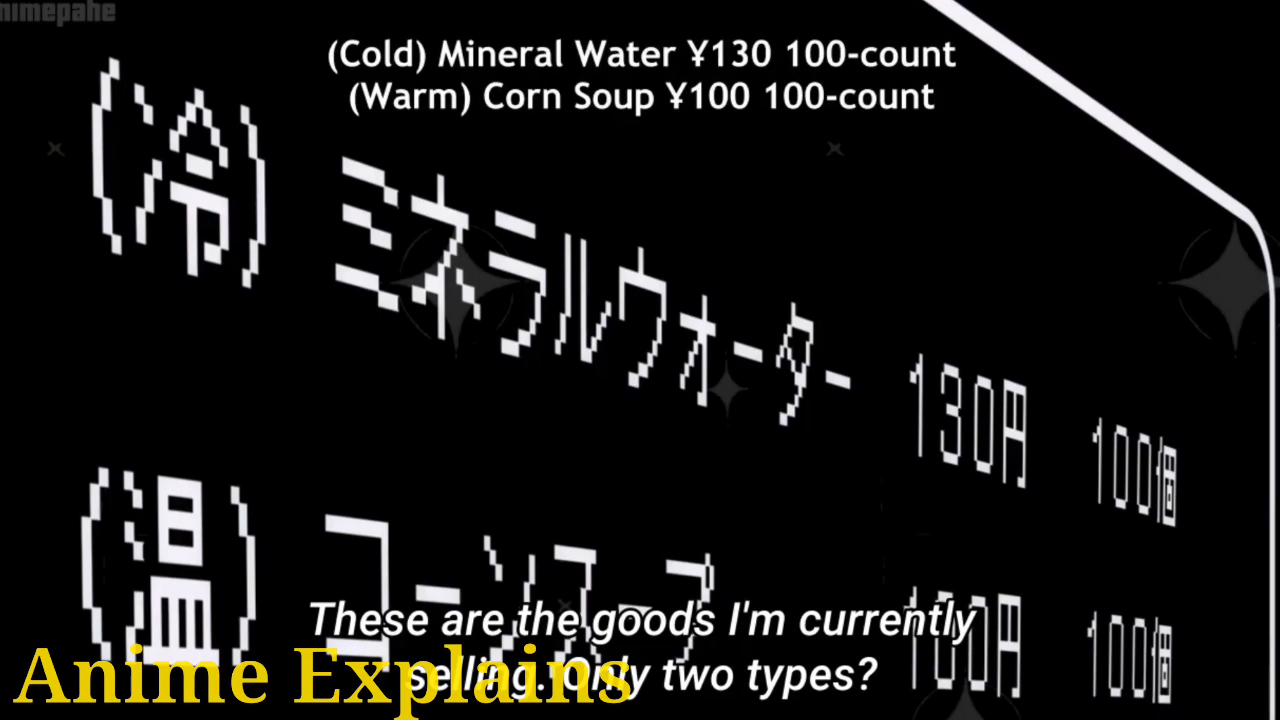 nimepahe
(Cold) Mineral Water ¥130 100-count
(Warm) Corn Soup ¥100 100-count
(冷) ミネラルウォーター 130円 100個
(温) コーンスープ 100円 100個
These are the goods I'm currently
selling. Only two types?
Anime Explains